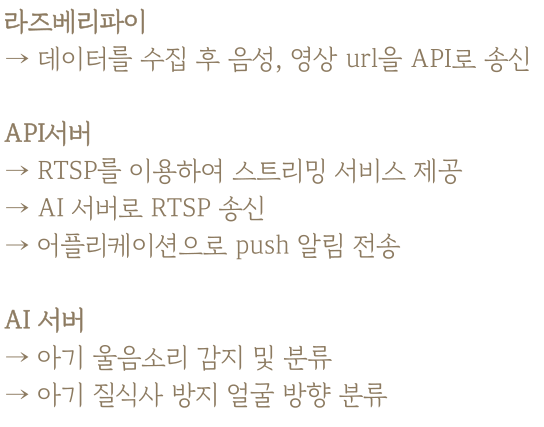 라즈베리파이
→ 데이터를 수집 후 음성, 영상 url을 API로 송신
API서버
→ RTSP를 이용하여 스트리밍 서비스 제공
→ AI 서버로 RTSP 송신
→ 어플리케이션으로 push 알림 전송
AI 서버
→ 아기 울음소리 감지 및 분류
→ 아기 질식사 방지 얼굴 방향 분류